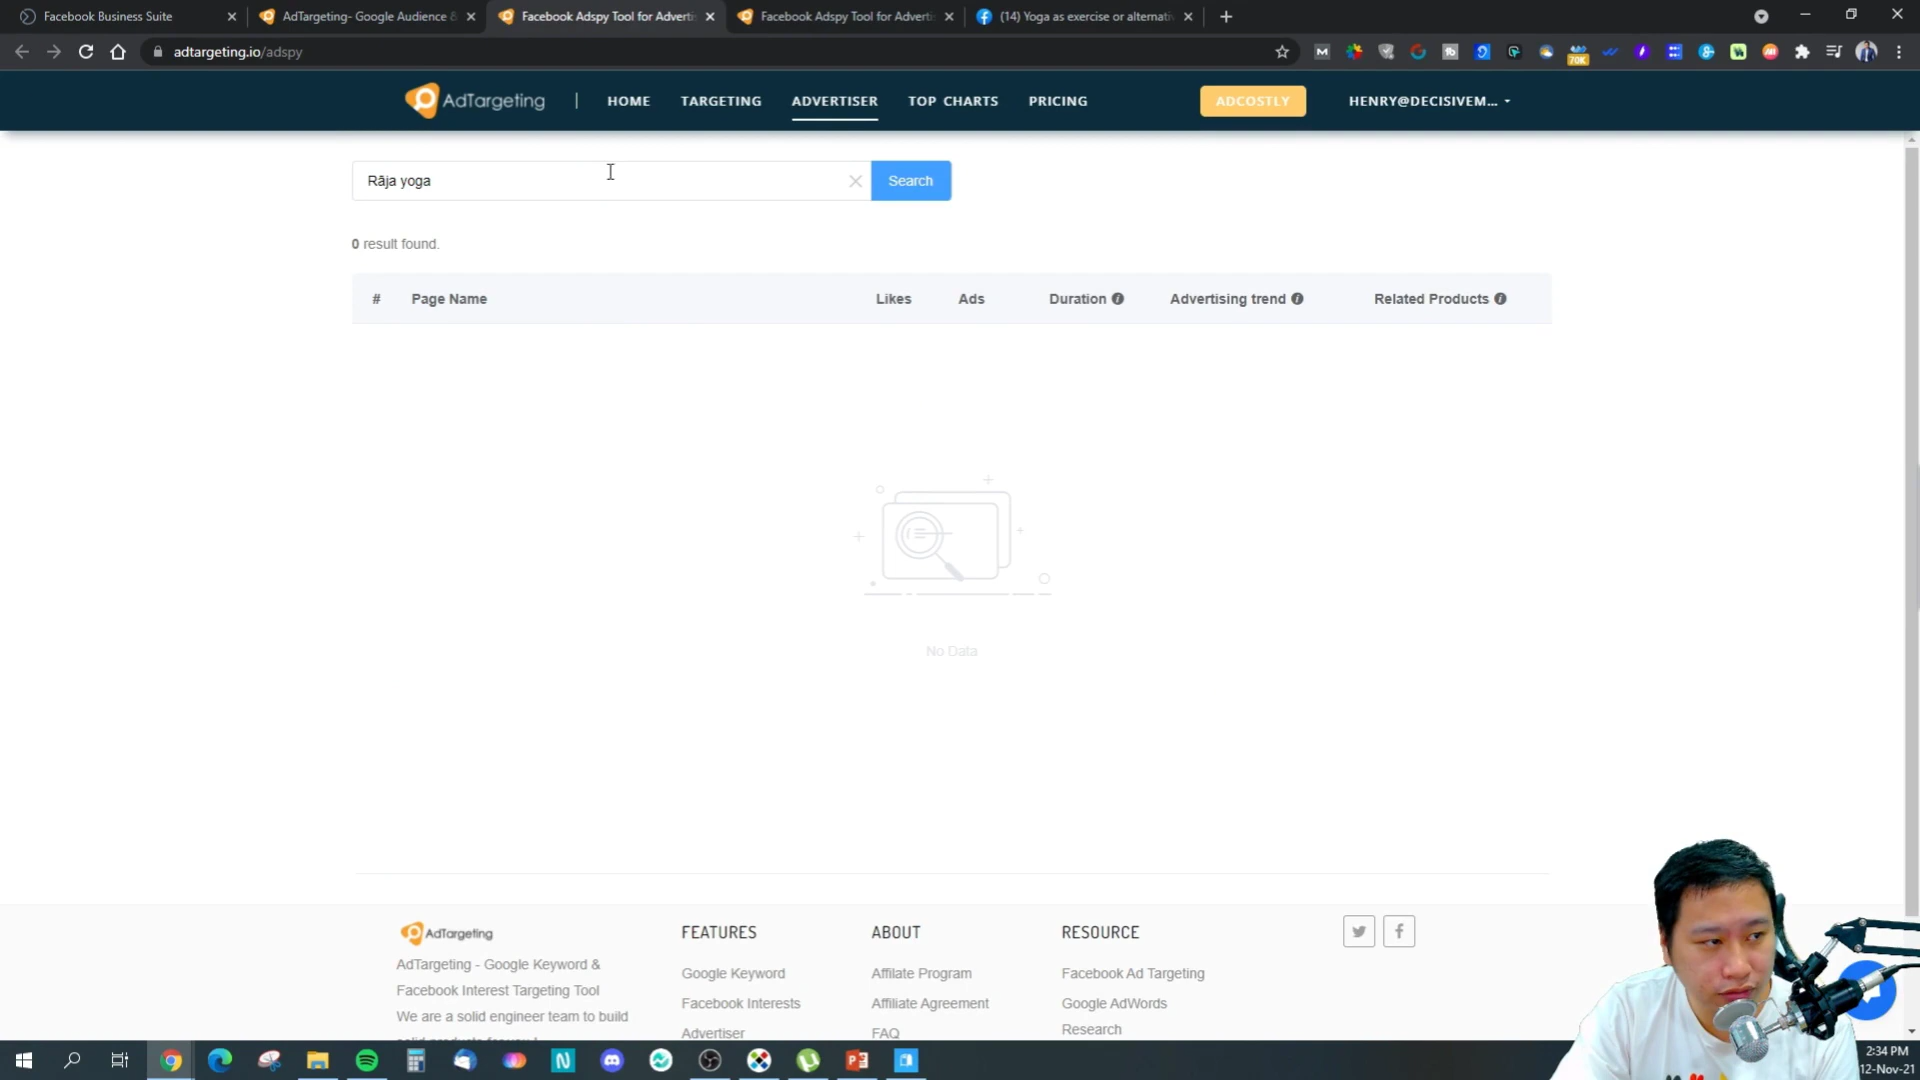 Facebook Business Suite
AdTargeting- Google Audience &
Facebook Adspy Tool for Adverti
Facebook Adspy Tool for Adverti
(14) Yoga as exercise or alternati
adtargeting.io/adspy
70K
AdTargeting
HOME
TARGETING
ADVERTISER
TOP CHARTS
PRICING
ADCOSTLY
HENRY@DECISIVEM...
Rāja yoga
Search
0 result found.
# Page Name Likes Ads Duration Advertising trend Related Products
No Data
AdTargeting
AdTargeting - Google Keyword &
Facebook Interest Targeting Tool
We are a solid engineer team to build
FEATURES
Google Keyword
Facebook Interests
Advertiser
ABOUT
Affilate Program
Affiliate Agreement
FAQ
RESOURCE
Facebook Ad Targeting
Google AdWords
Research
2:34 PM
12-Nov-21